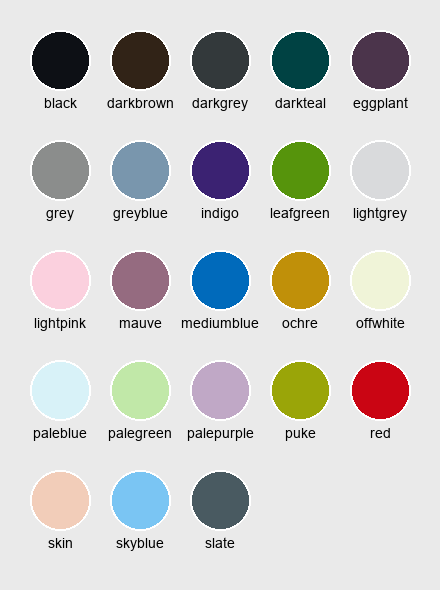 black darkbrown darkgrey darkteal eggplant
grey greyblue indigo leafgreen lightgrey
lightpink mauve mediumblue ochre offwhite
paleblue palegreen palepurple puke red
skin skyblue slate